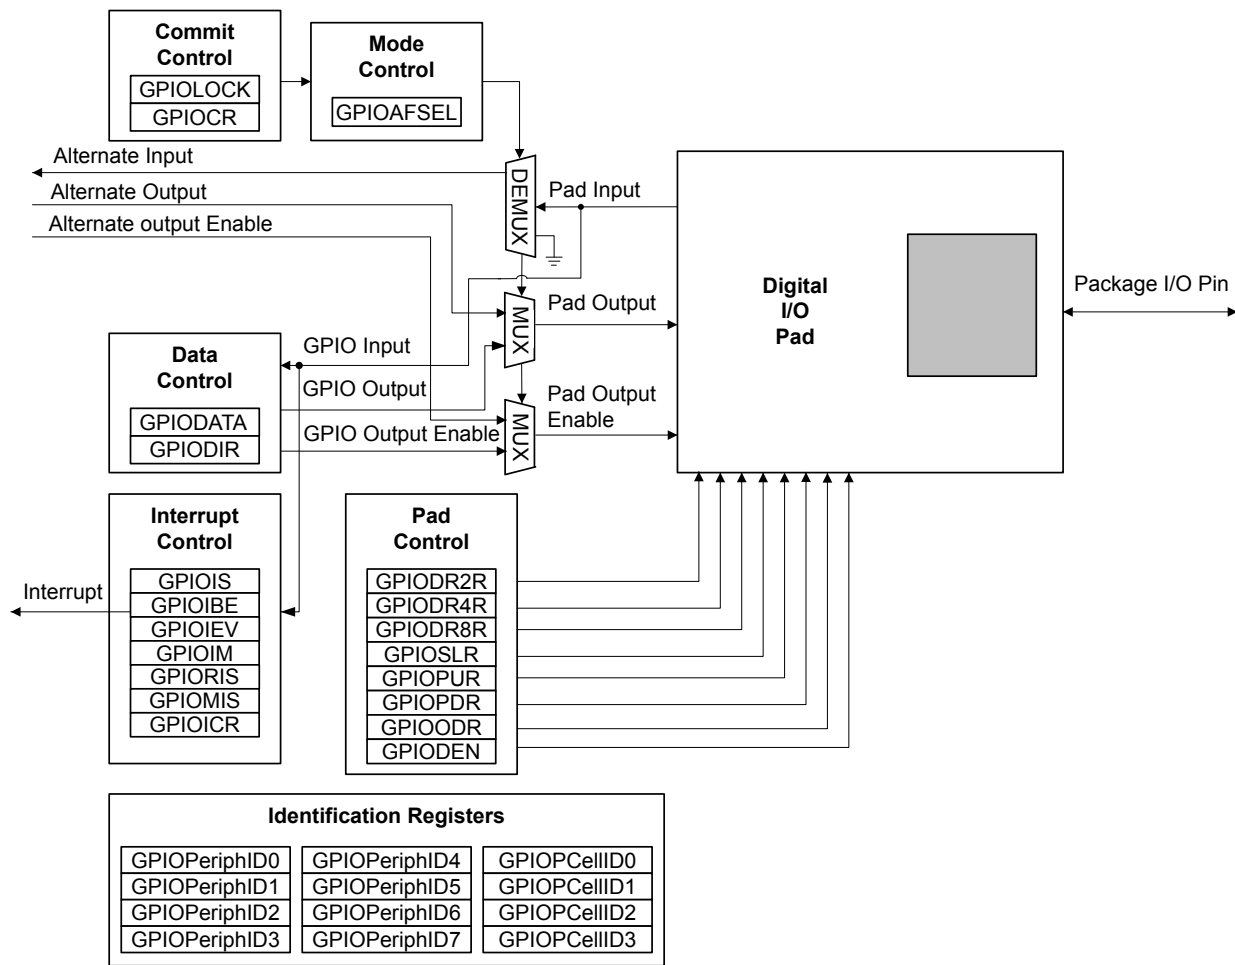 Commit
Control
GPIOLOCK
GPIOCR
Mode
Control
GPIOAFSEL
Alternate Input
Alternate Output
Alternate output Enable
DEMUX
Pad Input
MUX
Pad Output
MUX
Pad Output
Enable
Digital
I/O
Pad
Package I/O Pin
Data
Control
GPIODATA
GPIODIR
GPIO Input
GPIO Output
GPIO Output Enable
Interrupt
Control
GPIOIS
GPIOIBE
GPIOIEV
GPIOIM
GPIORIS
GPIOMIS
GPIOICR
Interrupt
Pad
Control
GPIODR2R
GPIODR4R
GPIODR8R
GPIOSLR
GPIOPUR
GPIOPDR
GPIOODR
GPIODEN
Identification Registers
GPIOPeriphID0
GPIOPeriphID1
GPIOPeriphID2
GPIOPeriphID3
GPIOPeriphID4
GPIOPeriphID5
GPIOPeriphID6
GPIOPeriphID7
GPIOPCellID0
GPIOPCellID1
GPIOPCellID2
GPIOPCellID3